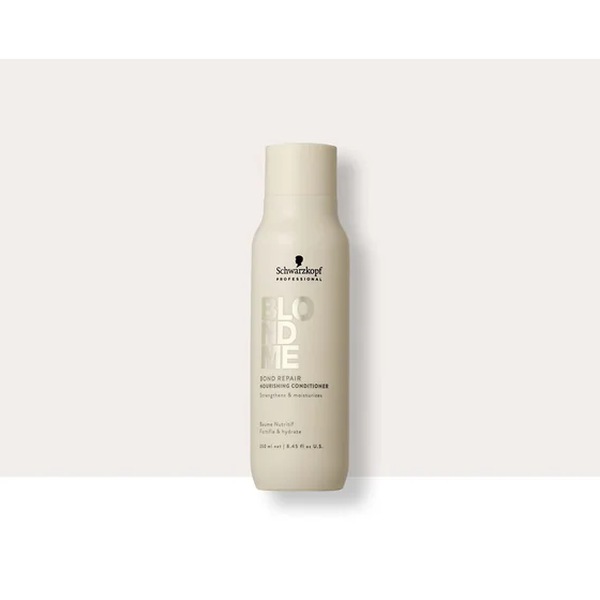 Schwarzkopf
PROFESSIONAL
BLO
ND
ME
BOND REPAIR
NOURISHING CONDITIONER
Strengthens & moisturizes
Baume Nutritif
Fortifie & hydrate
250 ml net | 8.45 fl oz U.S.